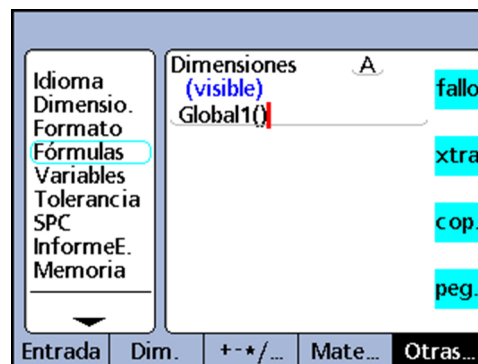 Idioma
Dimensio.
Formato
Fórmulas
Variables
Tolerancia
SPC
InformeE.
Memoria
Dimensiones A
(visible)
Global1()
fallo
xtra
cop.
peg.
Entrada Dim. +-*/... Mate... Otras...